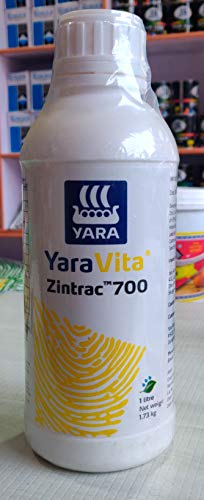 YARA
YaraVita®
Zintrac™700
1 litre
Net weight
1.73 kg